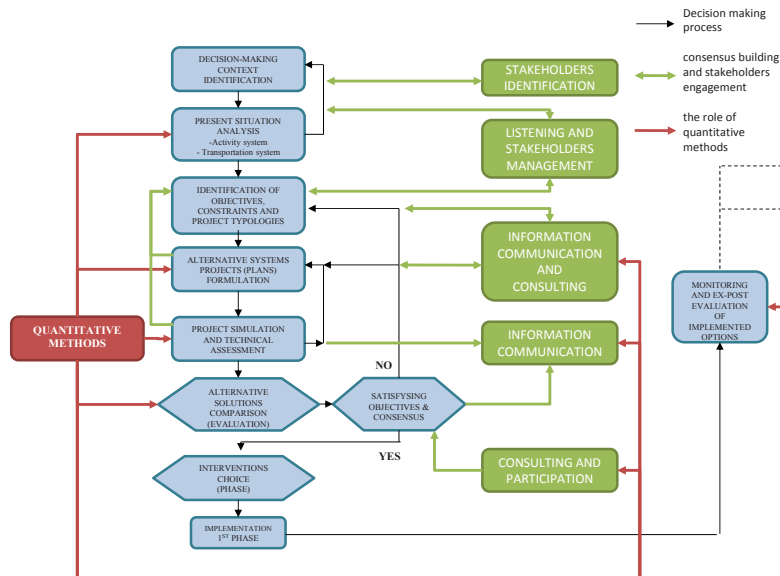 Decision making
process
consensus building
and stakeholders
engagement
the role of
quantitative
methods
DECISION-MAKING
CONTEXT
IDENTIFICATION
PRESENT SITUATION
ANALYSIS
-Activity system
- Transportation system
IDENTIFICATION OF
OBJECTIVES,
CONSTRAINTS AND
PROJECT TYPOLOGIES
ALTERNATIVE SYSTEMS
PROJECTS (PLANS)
FORMULATION
PROJECT SIMULATION
AND TECHNICAL
ASSESSMENT
ALTERNATIVE
SOLUTIONS
COMPARISON
(EVALUATION)
SATISFYSING
OBJECTIVES &
CONSENSUS
NO
YES
INTERVENTIONS
CHOICE
(PHASE)
IMPLEMENTATION
1ST PHASE
QUANTITATIVE
METHODS
STAKEHOLDERS
IDENTIFICATION
LISTENING AND
STAKEHOLDERS
MANAGEMENT
INFORMATION
COMMUNICATION
AND
CONSULTING
INFORMATION
COMMUNICATION
CONSULTING AND
PARTICIPATION
MONITORING
AND EX-POST
EVALUATION
OF
IMPLEMENTED
OPTIONS